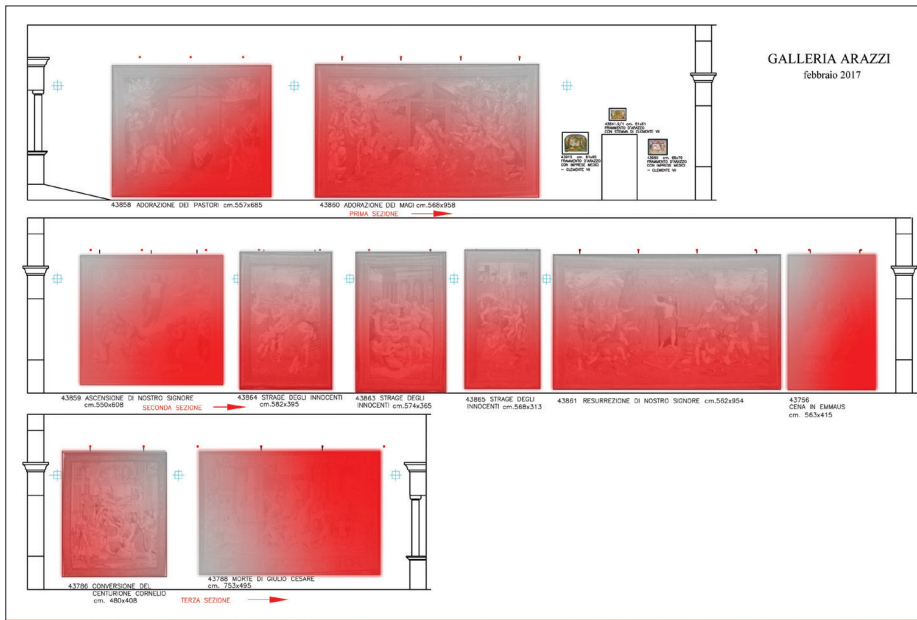 GALLERIA ARAZZI
febbraio 2017
43858 ADORAZIONE DEI PASTORI cm.557x685
43860 ADORAZIONE DEI MAGI cm.568x958
PRIMA SEZIONE
FRAMMENTO D'ARAZZO
CON STEMMA DI CLEMENTE VII
FRAMMENTO D'ARAZZO
CON IMPRESE MEDICI
- CLEMENTE VII
FRAMMENTO D'ARAZZO
CON IMPRESE MEDICI
- CLEMENTE VII
43859 ASCENSIONE DI NOSTRO SIGNORE
cm.550x608
SECONDA SEZIONE
43864 STRAGE DEGLI INNOCENTI
cm.582x395
43863 STRAGE DEGLI
INNOCENTI cm.574x365
43865 STRAGE DEGLI
INNOCENTI cm.568x313
43861 RESURREZIONE DI NOSTRO SIGNORE cm.562x954
43756
CENA IN EMMAUS
cm. 563x415
43786 CONVERSIONE DEL
CENTURIONE CORNELIO
cm. 480x408
43788 MORTE DI GIULIO CESARE
cm. 753x495
TERZA SEZIONE